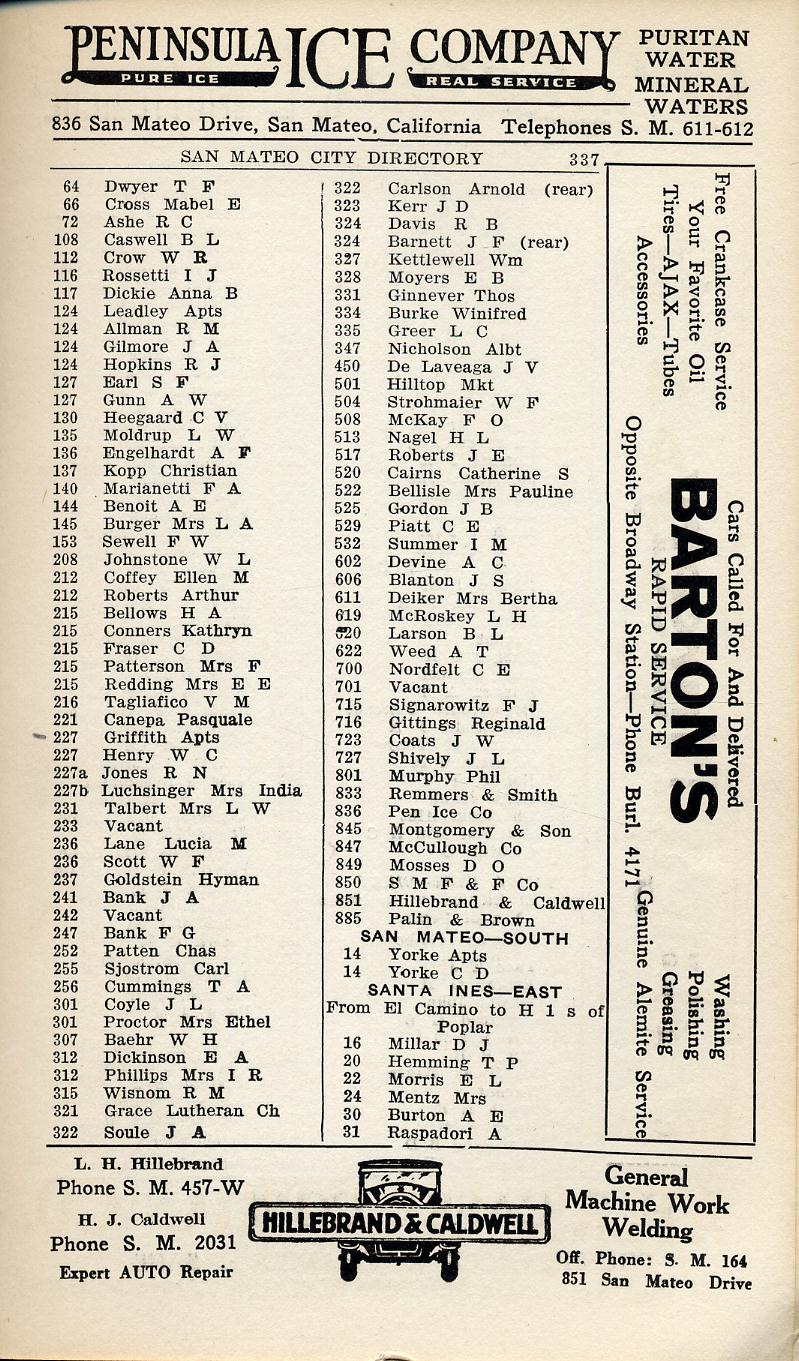 PENINSULA ICE COMPANY
PURE ICE
REAL SERVICE
PURITAN
WATER
MINERAL
WATERS
836 San Mateo Drive, San Mateo, California Telephones S. M. 611-612
SAN MATEO CITY DIRECTORY 337
64 Dwyer T F
66 Cross Mabel E
72 Ashe R C
108 Caswell B L
112 Crow W R
116 Rossetti I J
117 Dickie Anna B
124 Leadley Apts
124 Allman R M
124 Gilmore J A
124 Hopkins R J
127 Earl S F
127 Gunn A W
130 Heegaard C V
135 Moldrup L W
136 Engelhardt A F
137 Kopp Christian
140 Marianetti F A
144 Benoit A E
145 Burger Mrs L A
153 Sewell F W
208 Johnstone W L
212 Coffey Ellen M
212 Roberts Arthur
215 Bellows H A
215 Conners Kathryn
215 Fraser C D
215 Patterson Mrs F
215 Redding Mrs E E
216 Tagliafico V M
221 Canepa Pasquale
227 Griffith Apts
227 Henry W C
227a Jones R N
227b Luchsinger Mrs India
231 Talbert Mrs L W
233 Vacant
236 Lane Lucia M
236 Scott W F
237 Goldstein Hyman
241 Bank J A
242 Vacant
247 Bank F G
252 Patten Chas
255 Sjostrom Carl
256 Cummings T A
301 Coyle J L
301 Proctor Mrs Ethel
307 Baehr W H
312 Dickinson E A
312 Phillips Mrs I R
315 Wisnom R M
321 Grace Lutheran Ch
322 Soule J A
322 Carlson Arnold (rear)
323 Kerr J D
324 Davis R B
324 Barnett J F (rear)
327 Kettlewell Wm
328 Moyers E B
331 Ginnever Thos
334 Burke Winifred
335 Greer L C
347 Nicholson Albt
450 De Laveaga J V
501 Hilltop Mkt
504 Strohmaier W F
508 McKay F O
513 Nagel H L
517 Roberts J E
520 Cairns Catherine S
522 Bellisle Mrs Pauline
525 Gordon J B
529 Piatt C E
532 Summer I M
602 Devine A C
606 Blanton J S
611 Deiker Mrs Bertha
619 McRoskey L H
620 Larson B L
622 Weed A T
700 Nordfelt C E
701 Vacant
715 Signarowitz F J
716 Gittings Reginald
723 Coats J W
727 Shively J L
801 Murphy Phil
833 Remmers & Smith
836 Pen Ice Co
845 Montgomery & Son
847 McCullough Co
849 Mosses D O
850 S M F & F Co
851 Hillebrand & Caldwell
885 Palin & Brown
SAN MATEO—SOUTH
14 Yorke Apts
14 Yorke C D
SANTA INES—EAST
From El Camino to H 1 s of
Poplar
16 Millar D J
20 Hemming T P
22 Morris E L
24 Mentz Mrs
30 Burton A E
31 Raspadori A
Free Crankcase Service
Your Favorite Oil
Tires—AJAX—Tubes
Accessories
Cars Called For And Delivered
BARTON'S
RAPID SERVICE
Opposite Broadway Station—Phone Burl. 4171
Washing
Polishing
Greasing
Genuine Alemite Service
L. H. Hillebrand
Phone S. M. 457-W
H. J. Caldwell
Phone S. M. 2031
Expert AUTO Repair
HILLEBRAND & CALDWELL
General
Machine Work
Welding
Off. Phone: S. M. 164
851 San Mateo Drive